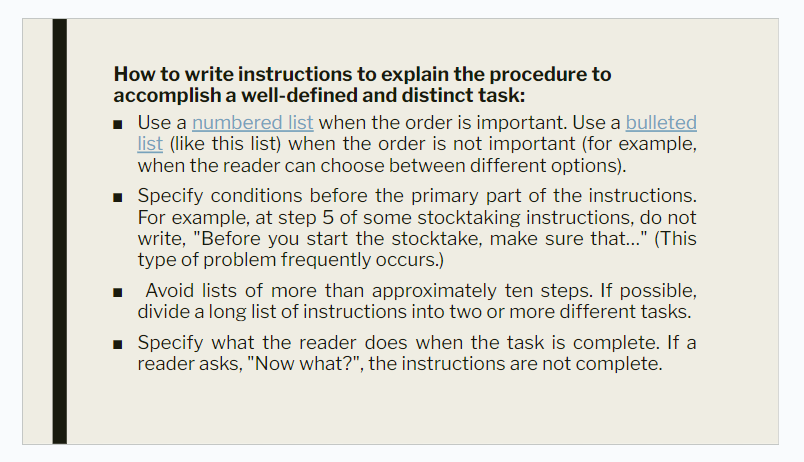 How to write instructions to explain the procedure to
accomplish a well-defined and distinct task:
■ Use a numbered list when the order is important. Use a bulleted
list (like this list) when the order is not important (for example,
when the reader can choose between different options).
■ Specify conditions before the primary part of the instructions.
For example, at step 5 of some stocktaking instructions, do not
write, "Before you start the stocktake, make sure that..." (This
type of problem frequently occurs.)
■ Avoid lists of more than approximately ten steps. If possible,
divide a long list of instructions into two or more different tasks.
■ Specify what the reader does when the task is complete. If a
reader asks, "Now what?", the instructions are not complete.